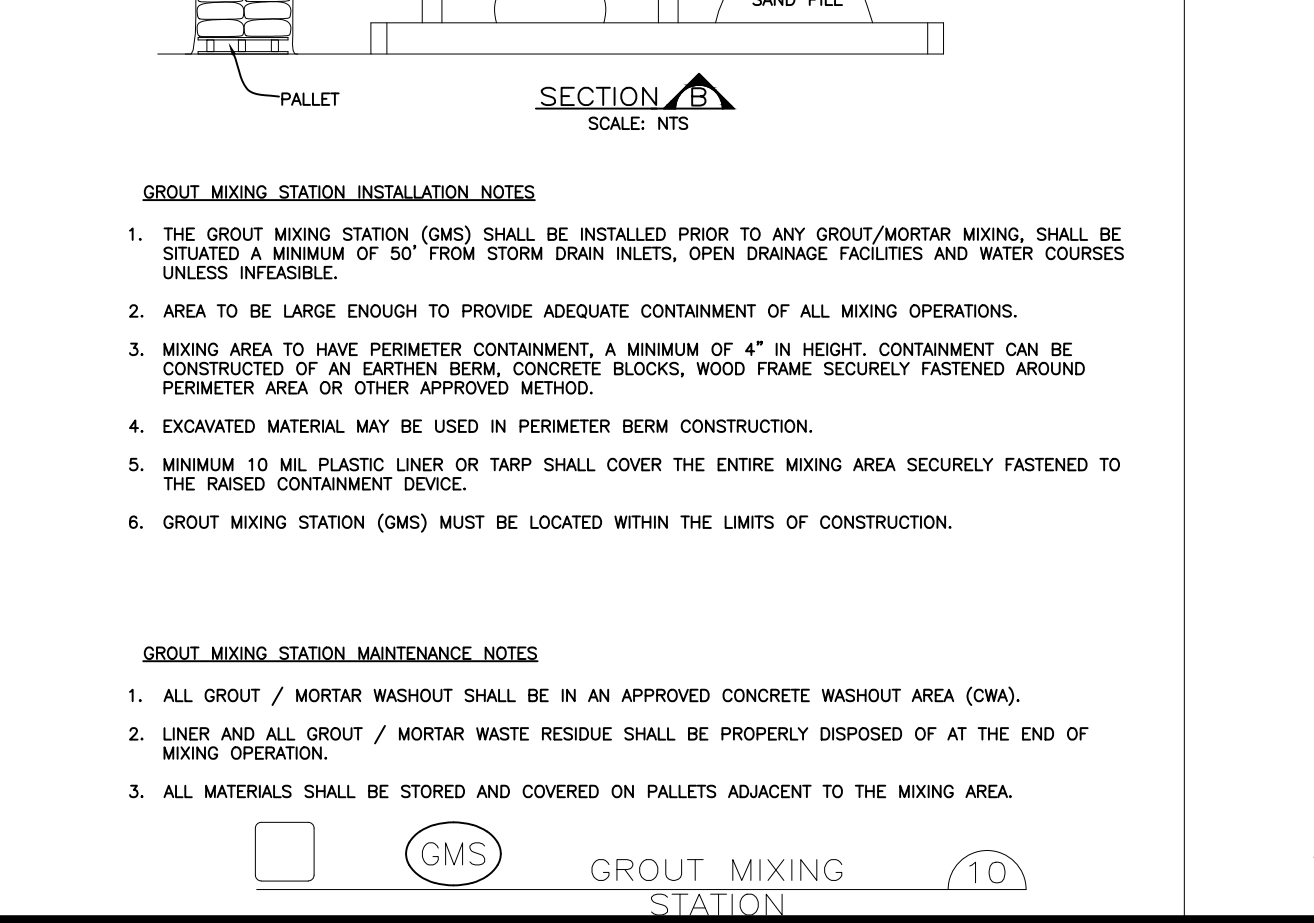 SAND PILE
PALLET
SECTION B
SCALE: NTS
GROUT MIXING STATION INSTALLATION NOTES
1. THE GROUT MIXING STATION (GMS) SHALL BE INSTALLED PRIOR TO ANY GROUT/MORTAR MIXING, SHALL BE
SITUATED A MINIMUM OF 50' FROM STORM DRAIN INLETS, OPEN DRAINAGE FACILITIES AND WATER COURSES
UNLESS INFEASIBLE.
2. AREA TO BE LARGE ENOUGH TO PROVIDE ADEQUATE CONTAINMENT OF ALL MIXING OPERATIONS.
3. MIXING AREA TO HAVE PERIMETER CONTAINMENT, A MINIMUM OF 4" IN HEIGHT. CONTAINMENT CAN BE
CONSTRUCTED OF AN EARTHEN BERM, CONCRETE BLOCKS, WOOD FRAME SECURELY FASTENED AROUND
PERIMETER AREA OR OTHER APPROVED METHOD.
4. EXCAVATED MATERIAL MAY BE USED IN PERIMETER BERM CONSTRUCTION.
5. MINIMUM 10 MIL PLASTIC LINER OR TARP SHALL COVER THE ENTIRE MIXING AREA SECURELY FASTENED TO
THE RAISED CONTAINMENT DEVICE.
6. GROUT MIXING STATION (GMS) MUST BE LOCATED WITHIN THE LIMITS OF CONSTRUCTION.
GROUT MIXING STATION MAINTENANCE NOTES
1. ALL GROUT / MORTAR WASHOUT SHALL BE IN AN APPROVED CONCRETE WASHOUT AREA (CWA).
2. LINER AND ALL GROUT / MORTAR WASTE RESIDUE SHALL BE PROPERLY DISPOSED OF AT THE END OF
MIXING OPERATION.
3. ALL MATERIALS SHALL BE STORED AND COVERED ON PALLETS ADJACENT TO THE MIXING AREA.
GMS
GROUT MIXING
STATION
10